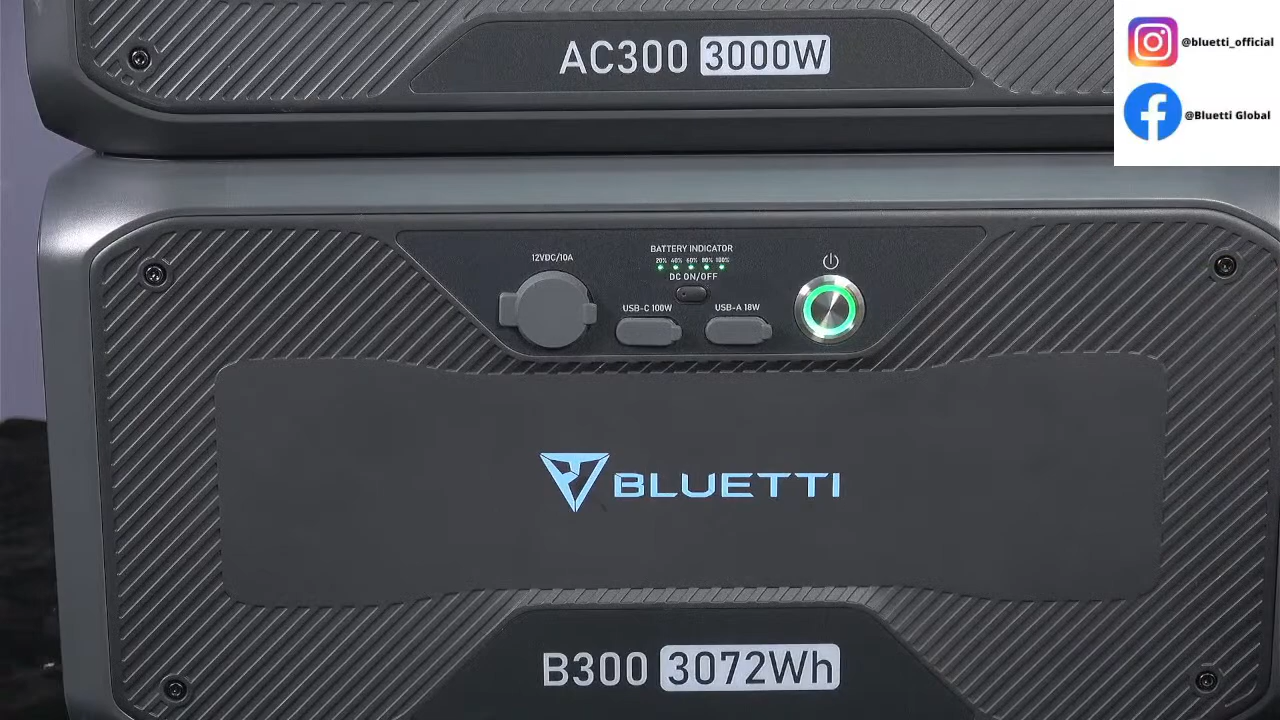 AC300 3000W
@bluetti_official
@Bluetti Global
BATTERY INDICATOR
20% 40% 60% 80% 100%
12VDC/10A
DC ON/OFF
USB-C 100W
USB-A 18W
BLUETTI
B300 3072Wh